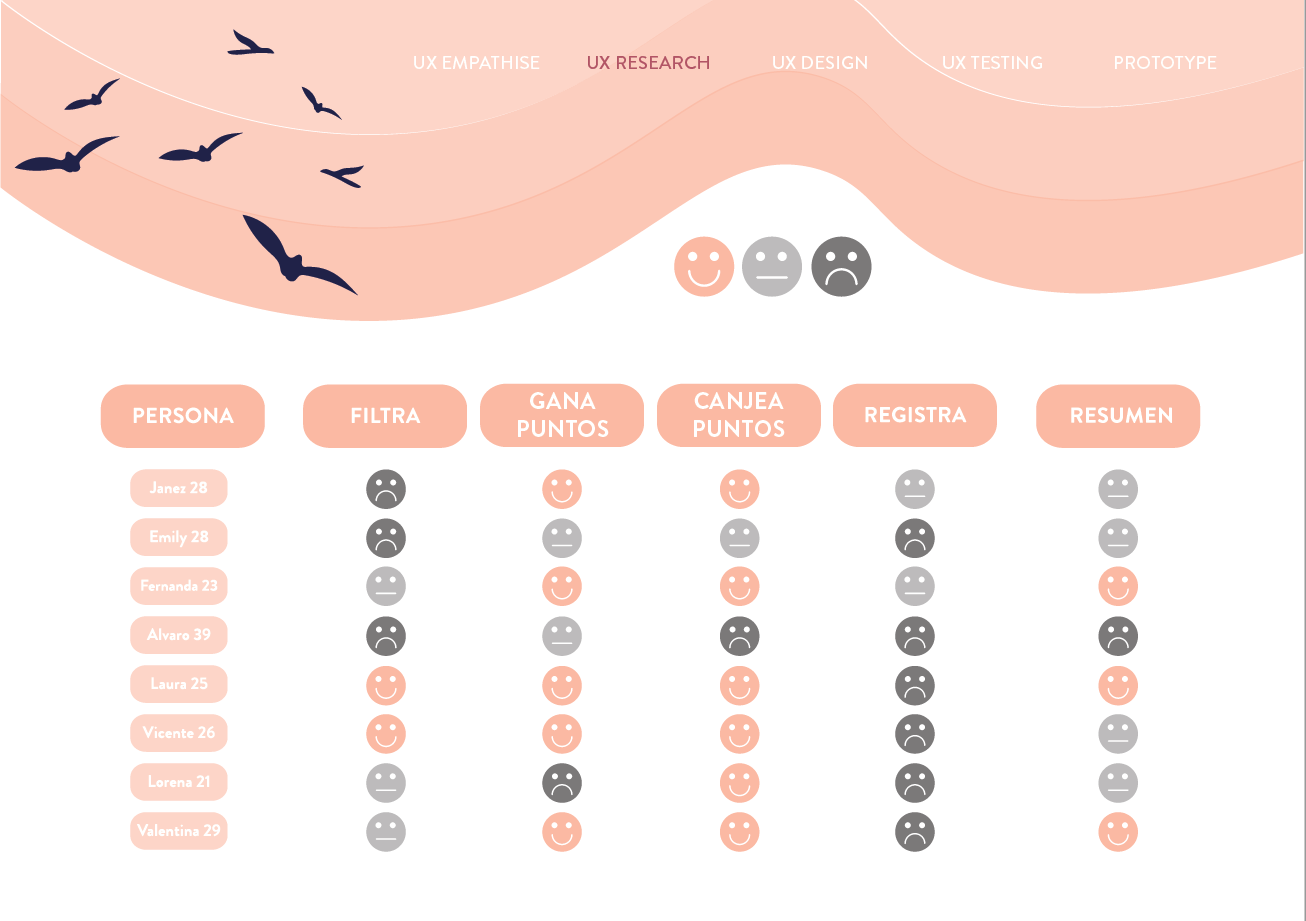 UX EMPATHISE UX RESEARCH UX DESIGN UX TESTING PROTOTYPE
PERSONA FILTRA GANA PUNTOS CANJEA PUNTOS REGISTRA RESUMEN
Janez 28
Emily 28
Fernanda 23
Alvaro 39
Laura 25
Vicente 26
Lorena 21
Valentina 29